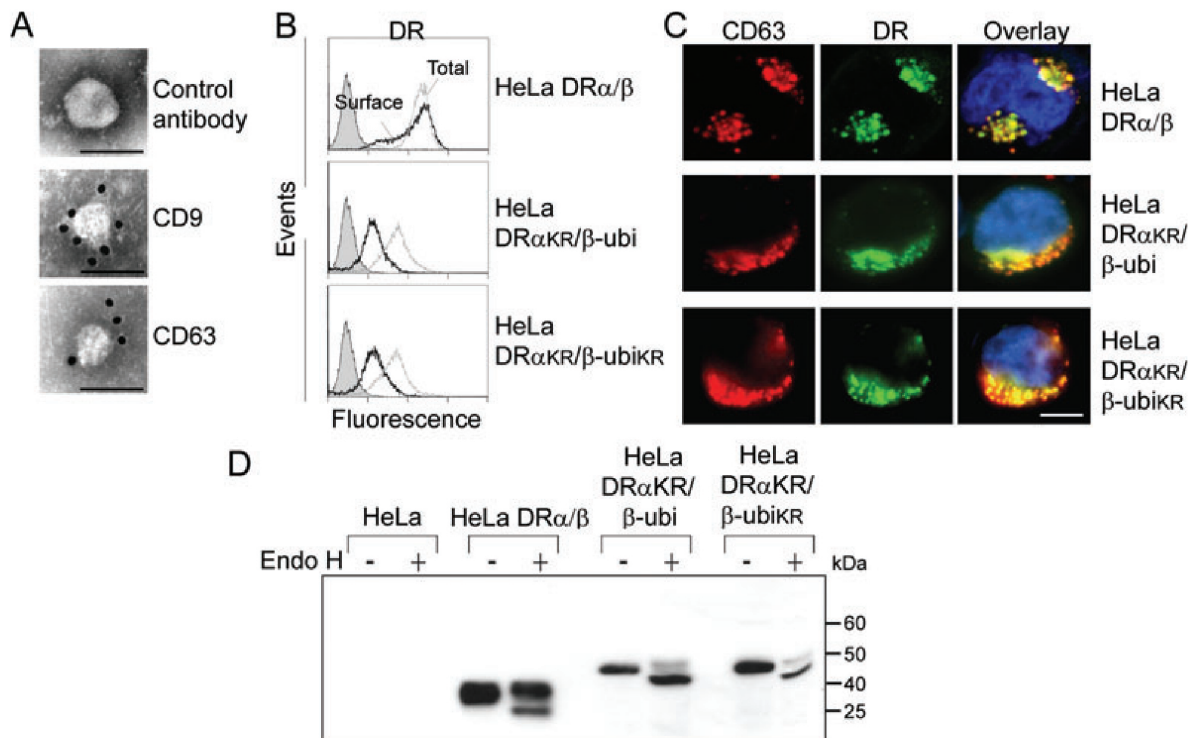 A
Control
antibody
CD9
CD63
B
DR
Events
Total
Surface
HeLa DRα/β
HeLa
DRαKR/β-ubi
HeLa
DRαKR/β-ubiKR
Fluorescence
C
CD63 DR Overlay
HeLa
DRα/β
HeLa
DRαKR/
β-ubi
HeLa
DRαKR/
β-ubiKR
D
HeLa
HeLa DRα/β
HeLa
DRαKR/
β-ubi
HeLa
DRαKR/
β-ubiKR
Endo H - + - + - + - + kDa
60
50
40
25